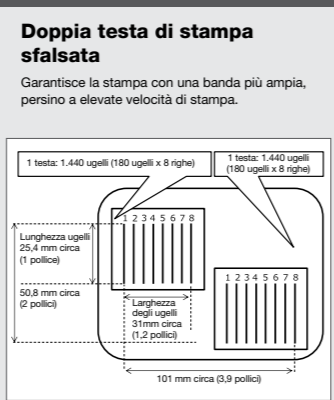 Doppia testa di stampa
sfalsata
Garantisce la stampa con una banda più ampia,
persino a elevate velocità di stampa.
1 testa: 1.440 ugelli (180 ugelli x 8 righe)
1 testa: 1.440 ugelli
(180 ugelli x 8 righe)
1 2 3 4 5 6 7 8
Lunghezza ugelli
25,4 mm circa
(1 pollice)
1 2 3 4 5 6 7 8
50,8 mm circa
(2 pollici)
Larghezza
degli ugelli
31mm circa
(1,2 pollici)
101 mm circa (3,9 pollici)